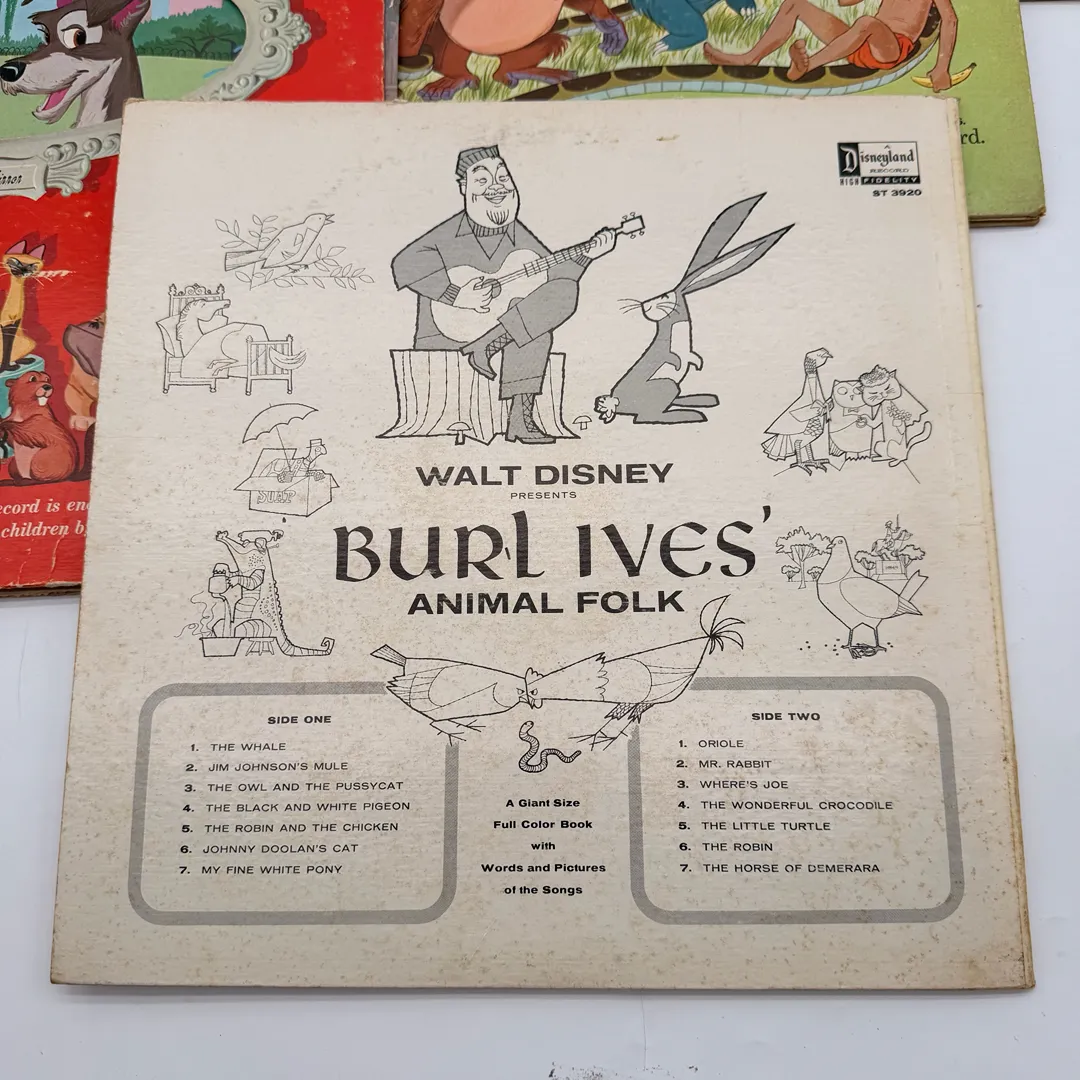 Disneyland
RECORD
HIGH FIDELITY
ST 3920
rd.
ecord is en
children b
SOAP
WALT DISNEY
PRESENTS
BURL IVES'
ANIMAL FOLK
SIDE ONE
1. THE WHALE
2. JIM JOHNSON'S MULE
3. THE OWL AND THE PUSSYCAT
4. THE BLACK AND WHITE PIGEON
5. THE ROBIN AND THE CHICKEN
6. JOHNNY DOOLAN'S CAT
7. MY FINE WHITE PONY
A Giant Size
Full Color Book
with
Words and Pictures
of the Songs
SIDE TWO
1. ORIOLE
2. MR. RABBIT
3. WHERE'S JOE
4. THE WONDERFUL CROCODILE
5. THE LITTLE TURTLE
6. THE ROBIN
7. THE HORSE OF DEMERARA